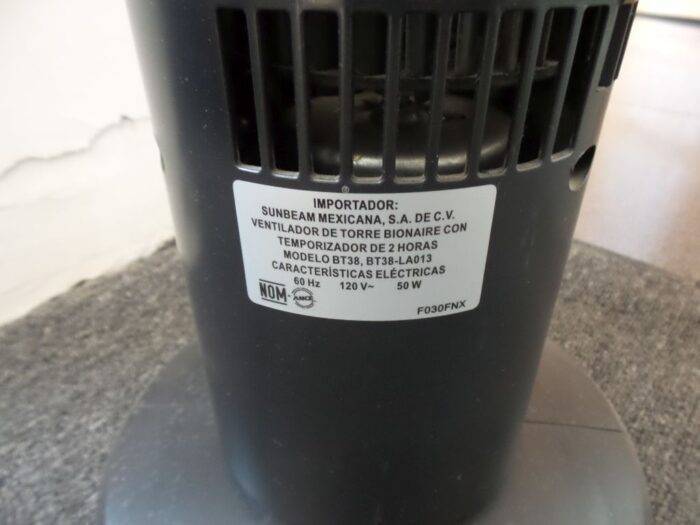 IMPORTADOR:
SUNBEAM MEXICANA, S.A. DE C.V.
VENTILADOR DE TORRE BIONAIRE CON
TEMPORIZADOR DE 2 HORAS
MODELO BT38, BT38-LA013
CARACTERÍSTICAS ELÉCTRICAS
60 Hz 120 V~ 50 W
NOM ANCE
F030FNX